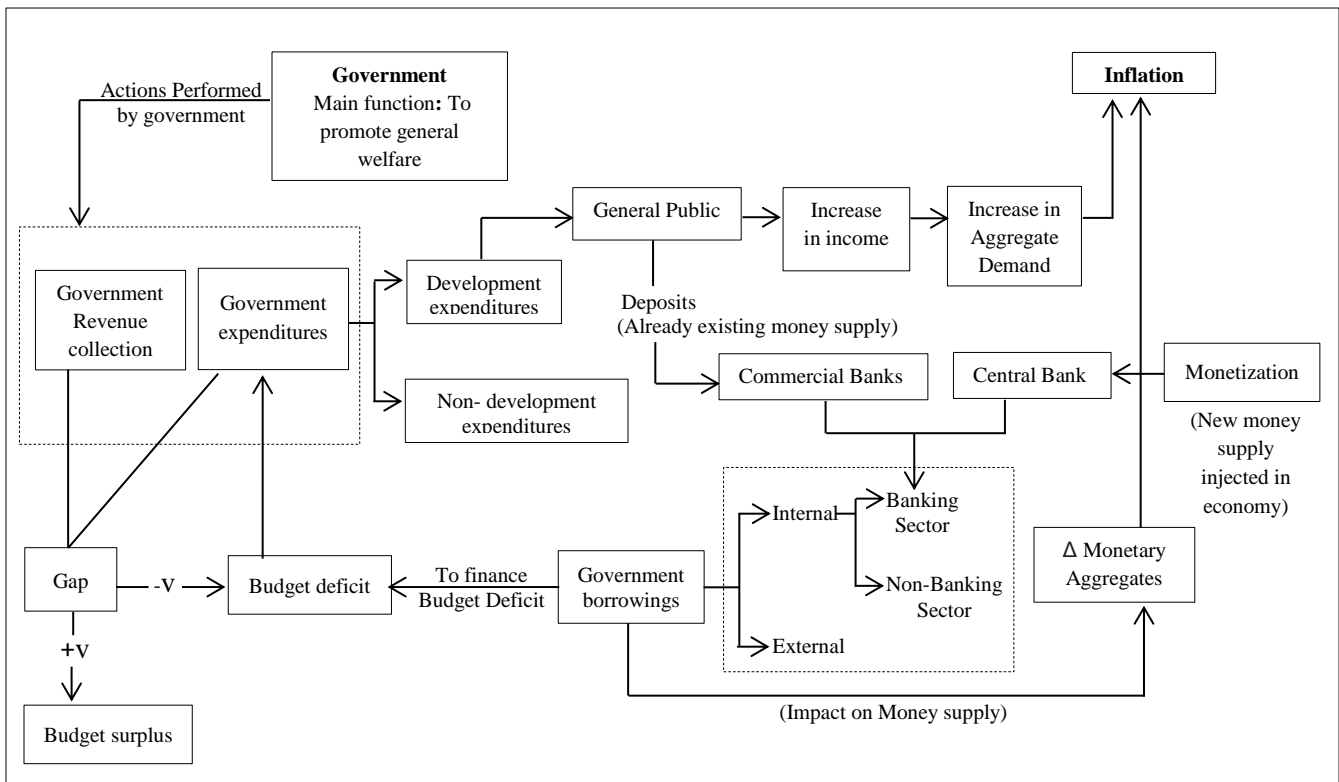 Government
Main function: To
promote general
welfare
Actions Performed
by government
Inflation
General Public
Increase
in income
Increase in
Aggregate
Demand
Government
Revenue
collection
Government
expenditures
Development
expenditures
Deposits
(Already existing money supply)
Non- development
expenditures
Commercial Banks
Central Bank
Monetization
(New money
supply
injected in
economy)
Internal
Banking
Sector
Non-Banking
Sector
External
Δ Monetary
Aggregates
Gap
-V
Budget deficit
To finance
Budget Deficit
Government
borrowings
+v
Budget surplus
(Impact on Money supply)